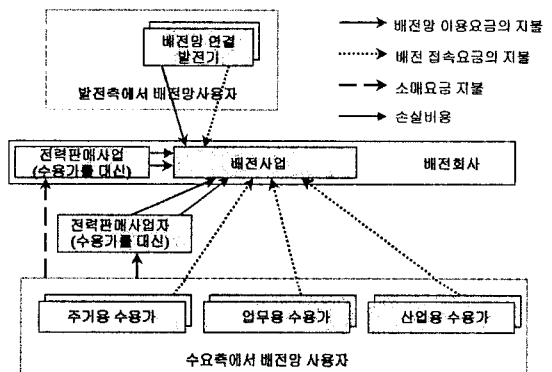 배전망 연결
발전기
발전측에서 배전망사용자
배전망 이용요금의 지불
배전 접속요금의 지불
소매요금 지불
손실비용
전력판매사업
(수용가를 대신)
배전사업
배전회사
전력판매사업자
(수용가를 대신)
주거용 수용가
업무용 수용가
산업용 수용가
수요측에서 배전망 사용자